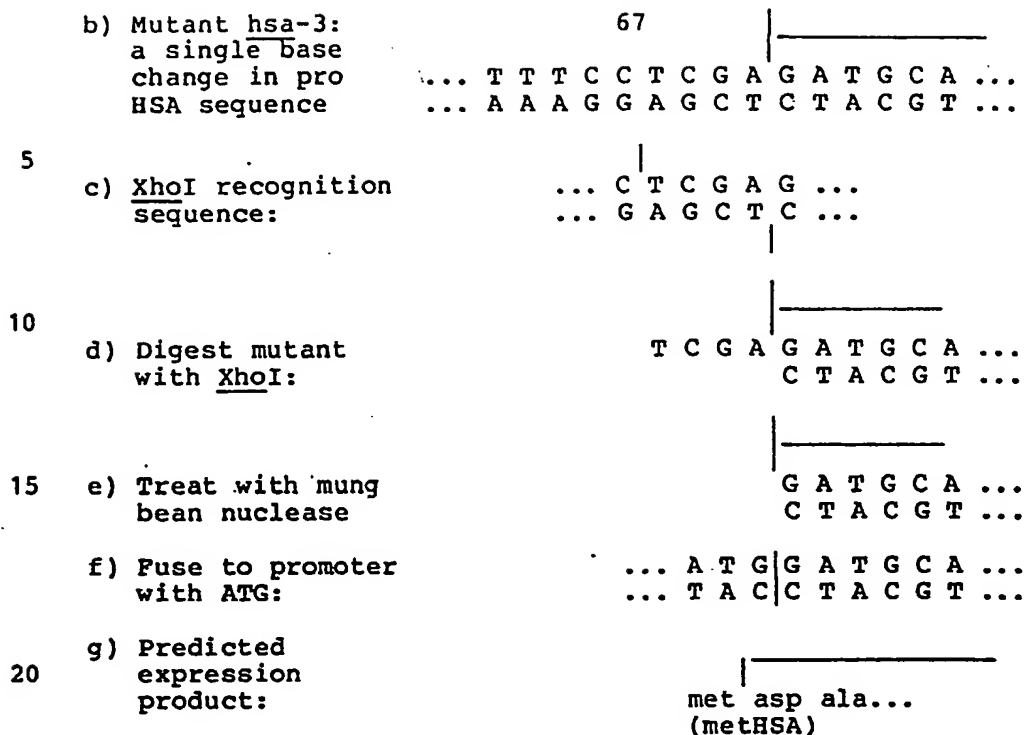 b) Mutant hsa-3: 67
a single base
change in pro ... T T T C C T C G A G A T G C A ...
HSA sequence ... A A A G G A G C T C T A C G T ...
5
c) XhoI recognition ... C T C G A G ...
sequence: ... G A G C T C ...
10
d) Digest mutant T C G A G A T G C A ...
with XhoI: C T A C G T ...
15 e) Treat with mung G A T G C A ...
bean nuclease C T A C G T ...
f) Fuse to promoter ... A T G G A T G C A ...
with ATG: ... T A C C T A C G T ...
g) Predicted
20 expression
product: met asp ala...
(metHSA)